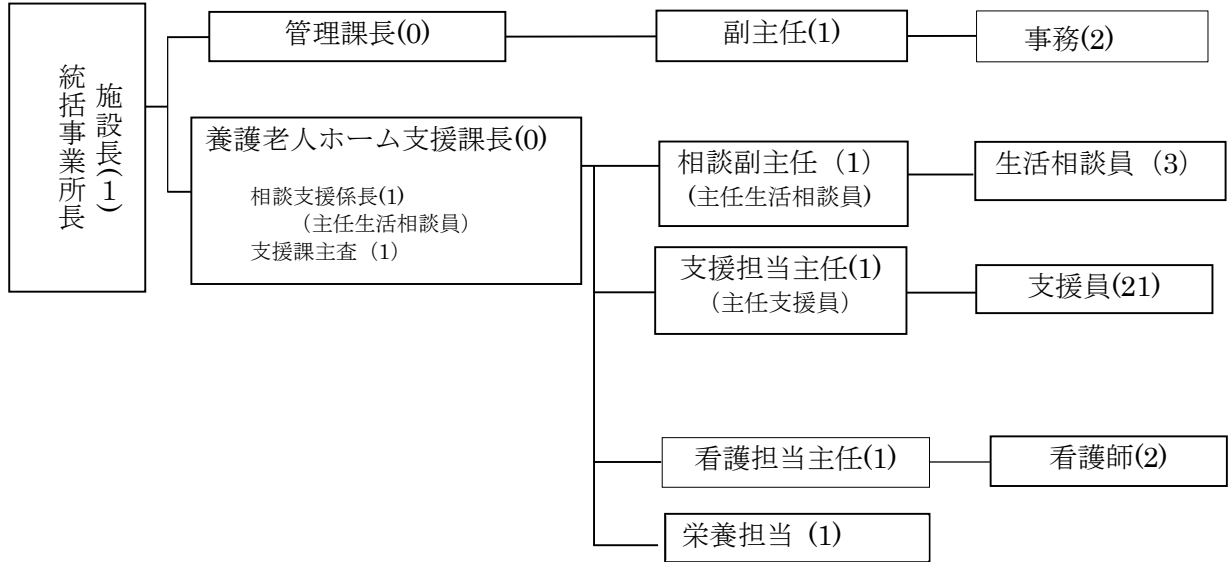 施設長(1)
統括事業所長
管理課長(0)
副主任(1)
事務(2)
養護老人ホーム支援課長(0)
相談支援係長(1)
(主任生活相談員)
支援課主査 (1)
相談副主任 (1)
(主任生活相談員)
生活相談員 (3)
支援担当主任(1)
(主任支援員)
支援員(21)
看護担当主任(1)
看護師(2)
栄養担当 (1)